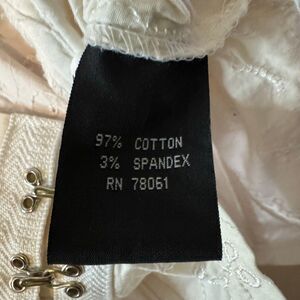 97% COTTON
3% SPANDEX
RN 78061